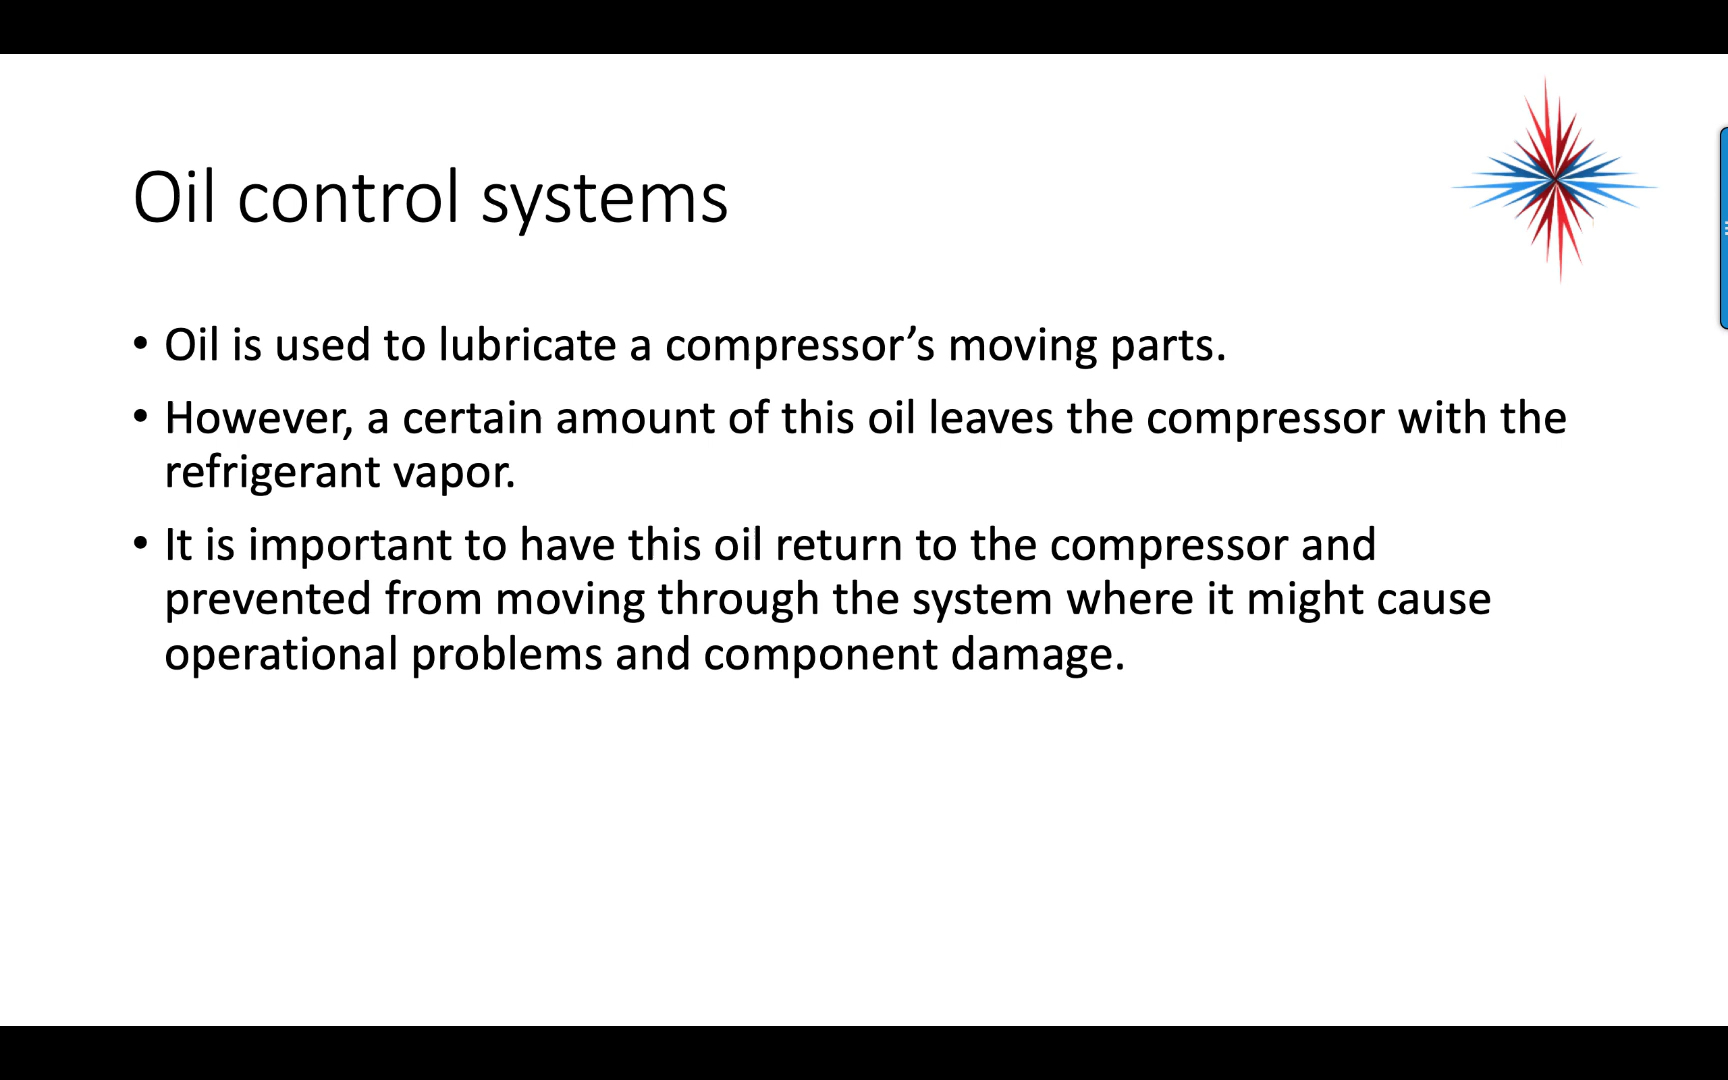 Oil control systems
• Oil is used to lubricate a compressor’s moving parts.
• However, a certain amount of this oil leaves the compressor with the
refrigerant vapor.
• It is important to have this oil return to the compressor and
prevented from moving through the system where it might cause
operational problems and component damage.